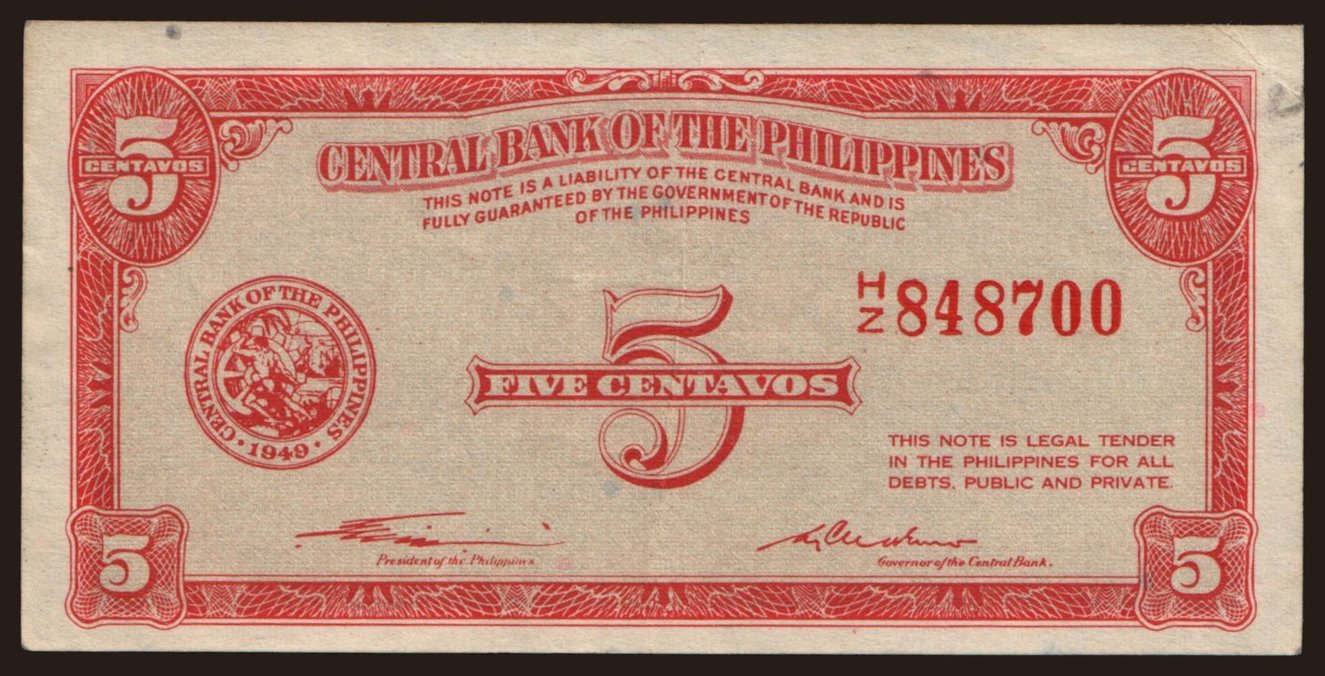 5
CENTAVOS
5
CENTAVOS
CENTRAL BANK OF THE PHILIPPINES
THIS NOTE IS A LIABILITY OF THE CENTRAL BANK AND IS
FULLY GUARANTEED BY THE GOVERNMENT OF THE REPUBLIC
OF THE PHILIPPINES
H/N 848700
CENTRAL BANK OF THE PHILIPPINES
• 1949 •
5
FIVE CENTAVOS
THIS NOTE IS LEGAL TENDER
IN THE PHILIPPINES FOR ALL
DEBTS, PUBLIC AND PRIVATE.
President of the Philippines
Governor of the Central Bank.
5
5